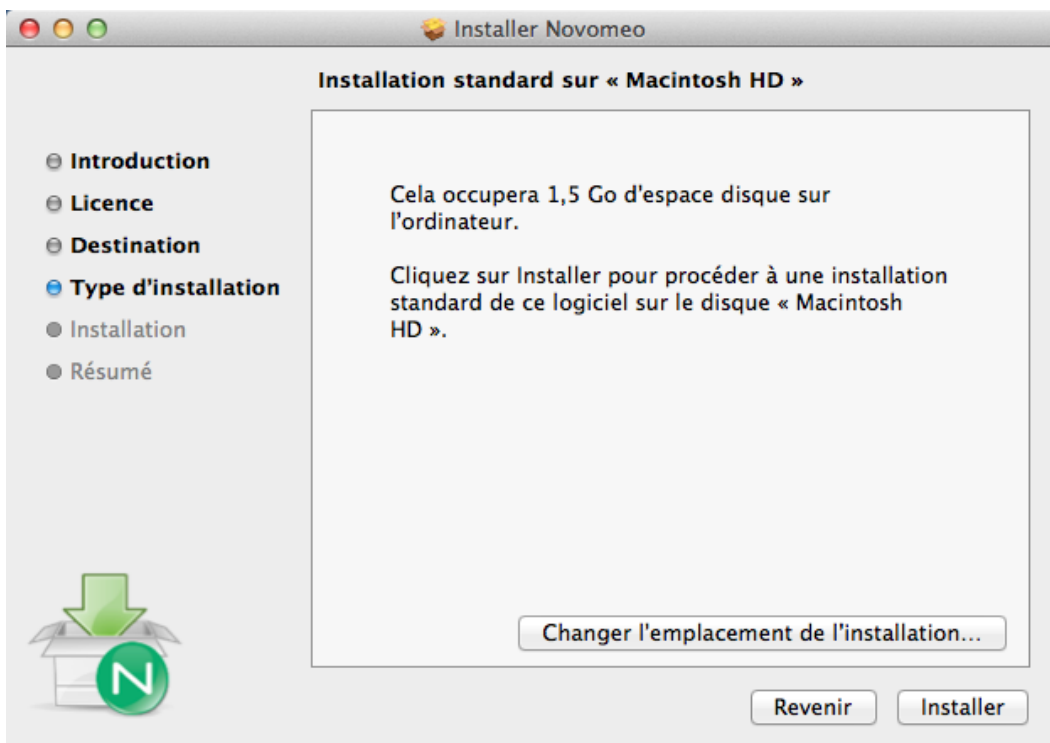 Installer Novomeo
Installation standard sur « Macintosh HD »
Introduction
Licence
Destination
Type d'installation
Installation
Résumé
Cela occupera 1,5 Go d'espace disque sur
l'ordinateur.
Cliquez sur Installer pour procéder à une installation
standard de ce logiciel sur le disque « Macintosh
HD ».
Changer l'emplacement de l'installation...
N
Revenir
Installer